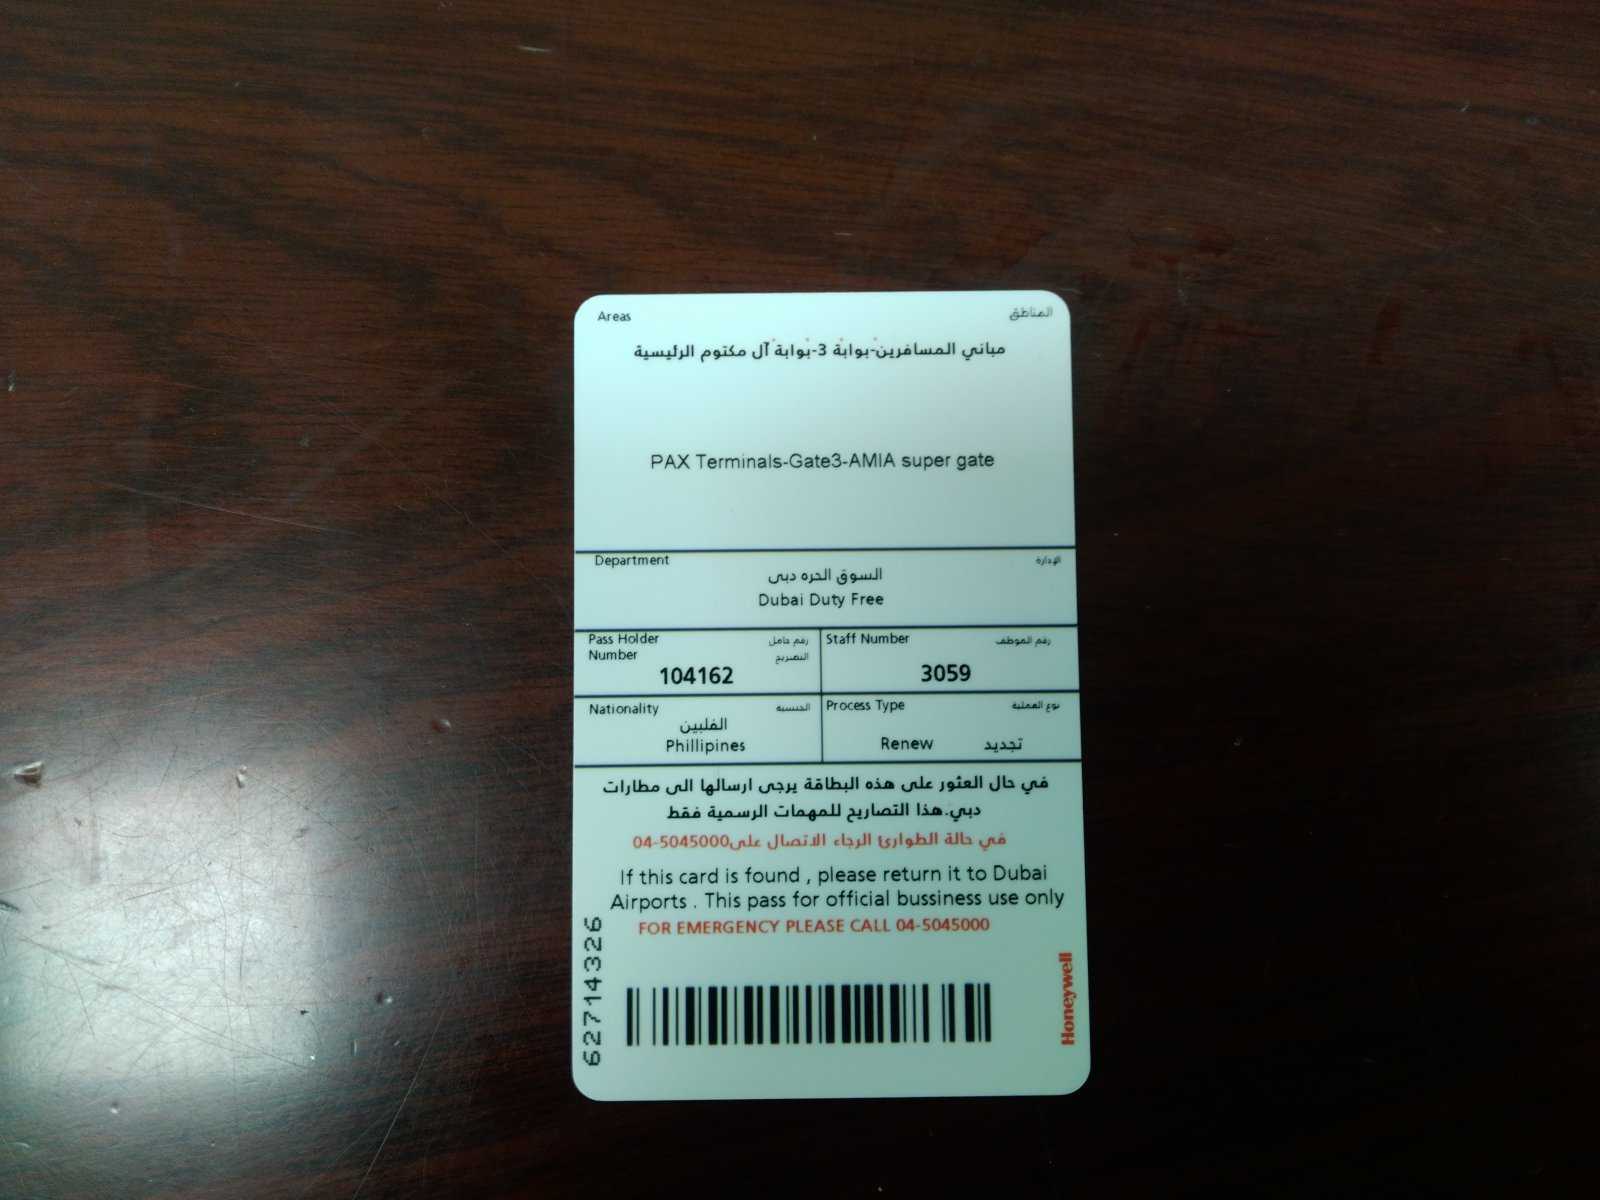 Areas المناطق
مباني المسافرين-بوابة 3-بوابة آل مكتوم الرئيسية
PAX Terminals-Gate3-AMIA super gate
Department الإدارة
السوق الحره دبى
Dubai Duty Free
Pass Holder رقم حامل
Number التصريح
104162
Staff Number رقم الموظف
3059
Nationality الجنسية
الفلبين
Phillipines
Process Type نوع العملية
Renew تجديد
في حال العثور على هذه البطاقة يرجى ارسالها الى مطارات
دبي.هذا التصاريح للمهمات الرسمية فقط
في حالة الطوارئ الرجاء الاتصال على04-5045000
If this card is found , please return it to Dubai
Airports . This pass for official bussiness use only
FOR EMERGENCY PLEASE CALL 04-5045000
62714326
Honeywell